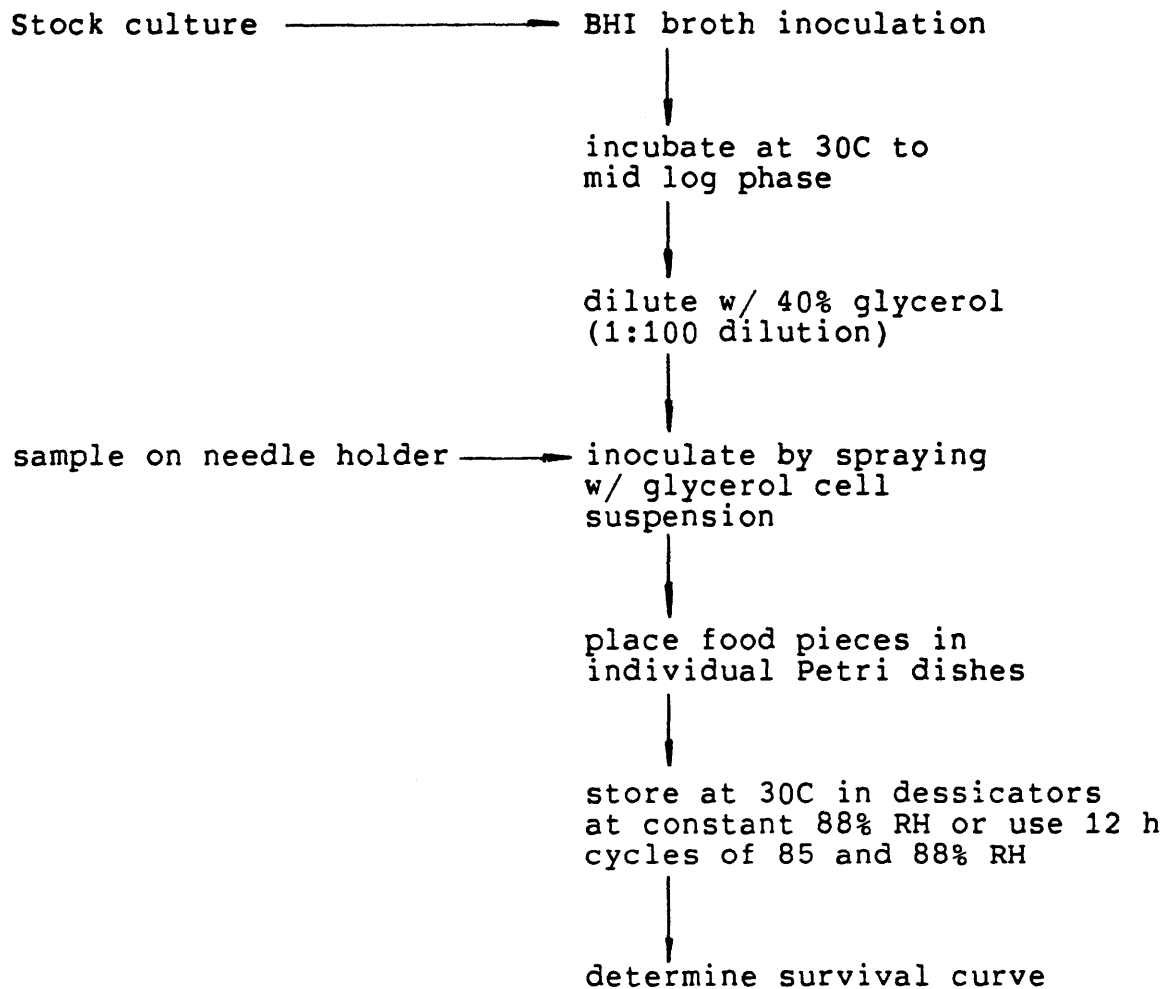 Stock culture
BHI broth inoculation
incubate at 30C to
mid log phase
dilute w/ 40% glycerol
(1:100 dilution)
sample on needle holder
inoculate by spraying
w/ glycerol cell
suspension
place food pieces in
individual Petri dishes
store at 30C in dessicators
at constant 88% RH or use 12 h
cycles of 85 and 88% RH
determine survival curve